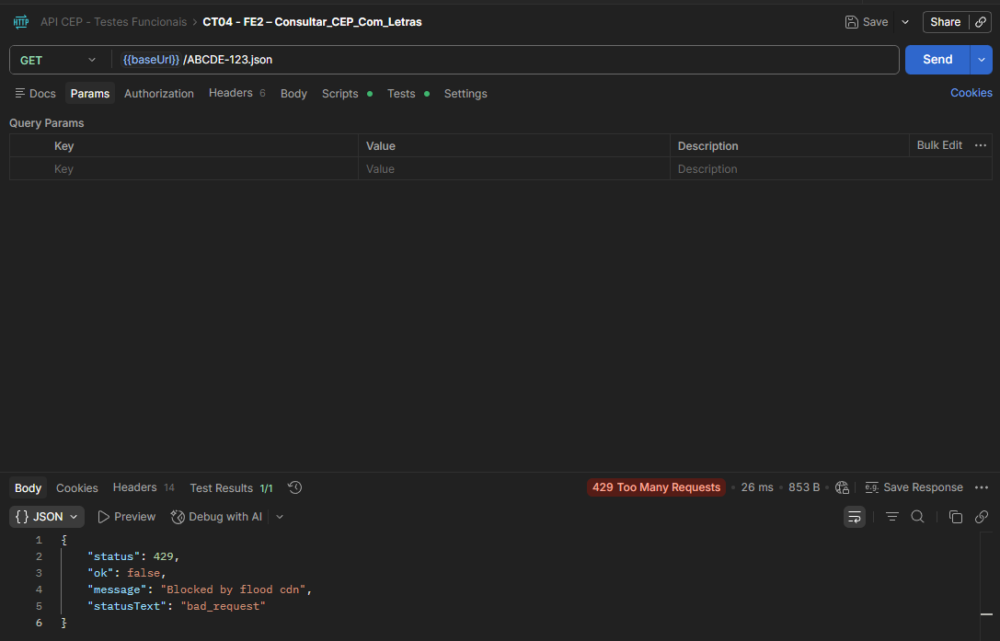 HTTP API CEP - Testes Funcionais > CT04 - FE2 – Consultar_CEP_Com_Letras Save Share
GET {{baseUrl}} /ABCDE-123.json Send
Docs Params Authorization Headers 6 Body Scripts Tests Settings Cookies
Query Params
Key Value Description Bulk Edit
Key Value Description
Body Cookies Headers 14 Test Results 1/1 429 Too Many Requests 26 ms 853 B e.g. Save Response
{} JSON Preview Debug with AI
1 {
2 "status": 429,
3 "ok": false,
4 "message": "Blocked by flood cdn",
5 "statusText": "bad_request"
6 }